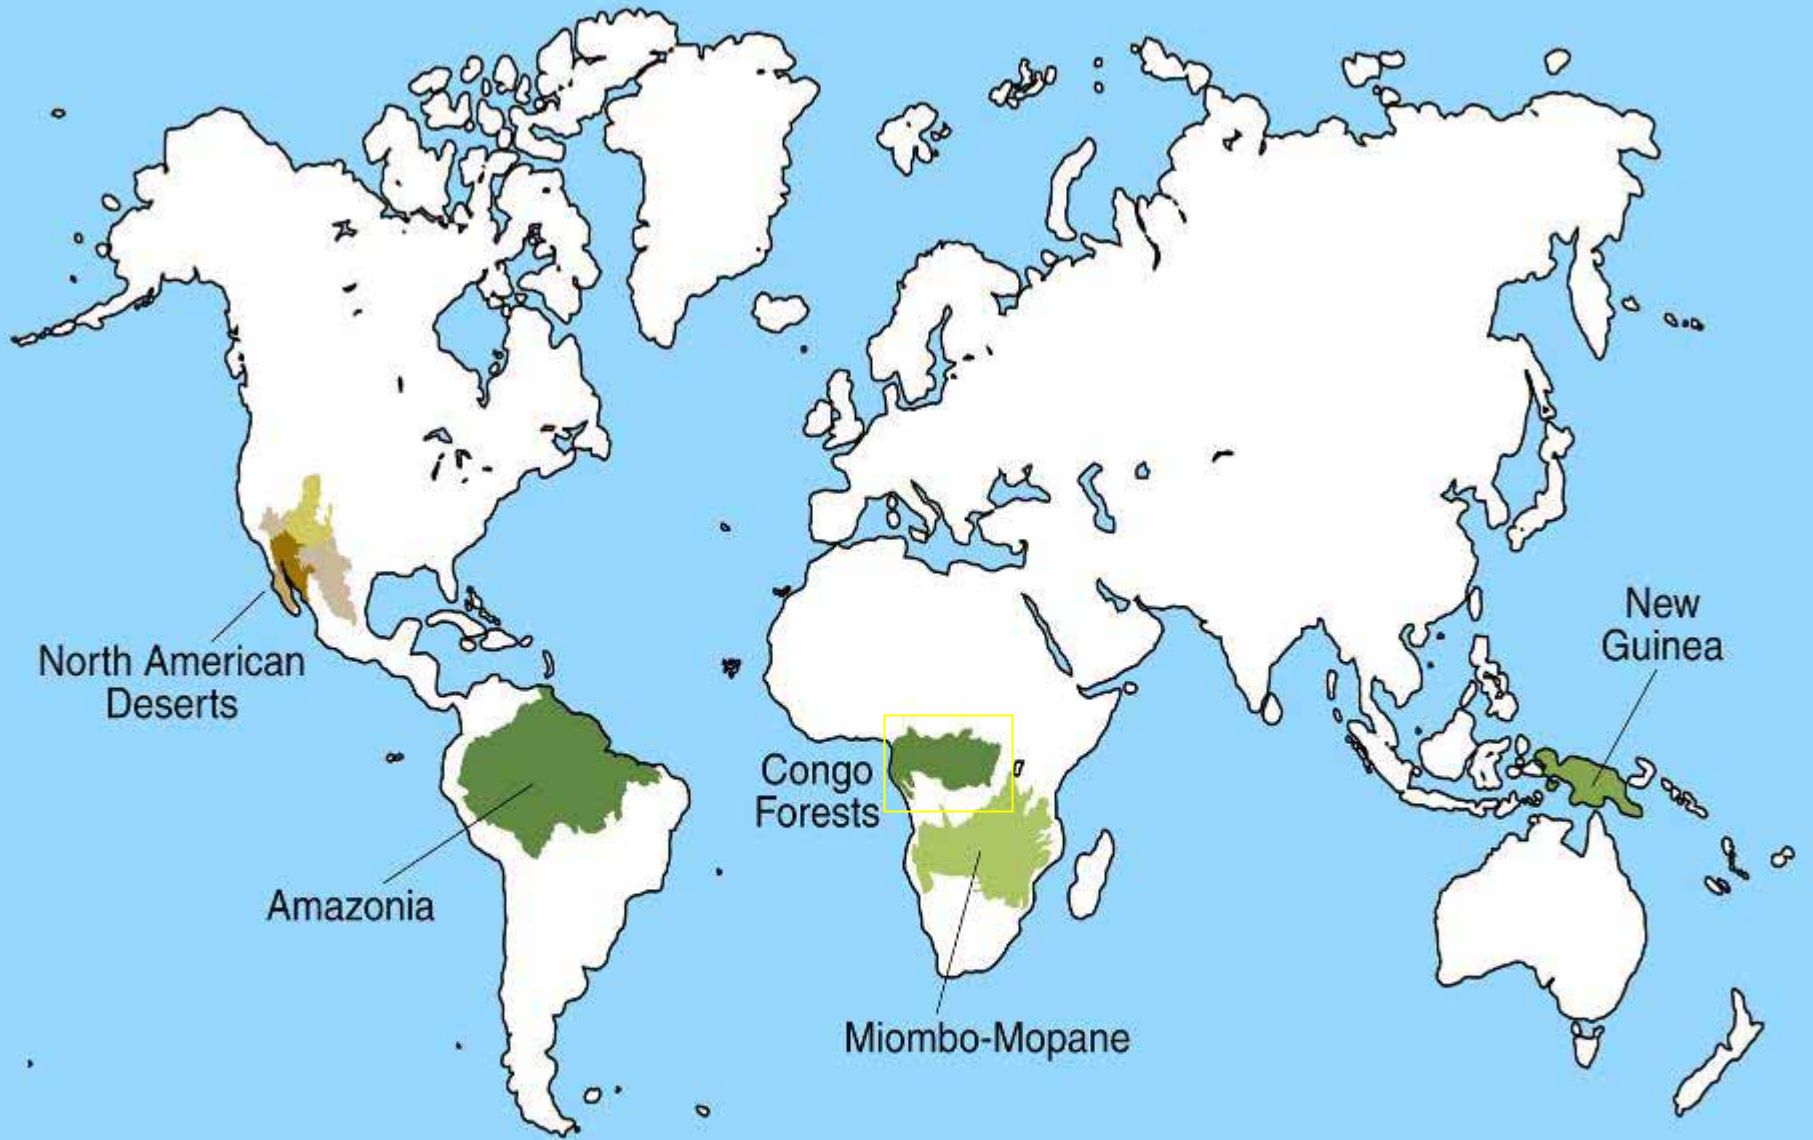 North American
Deserts
Amazonia
Congo
Forests
Miombo-Mopane
New
Guinea